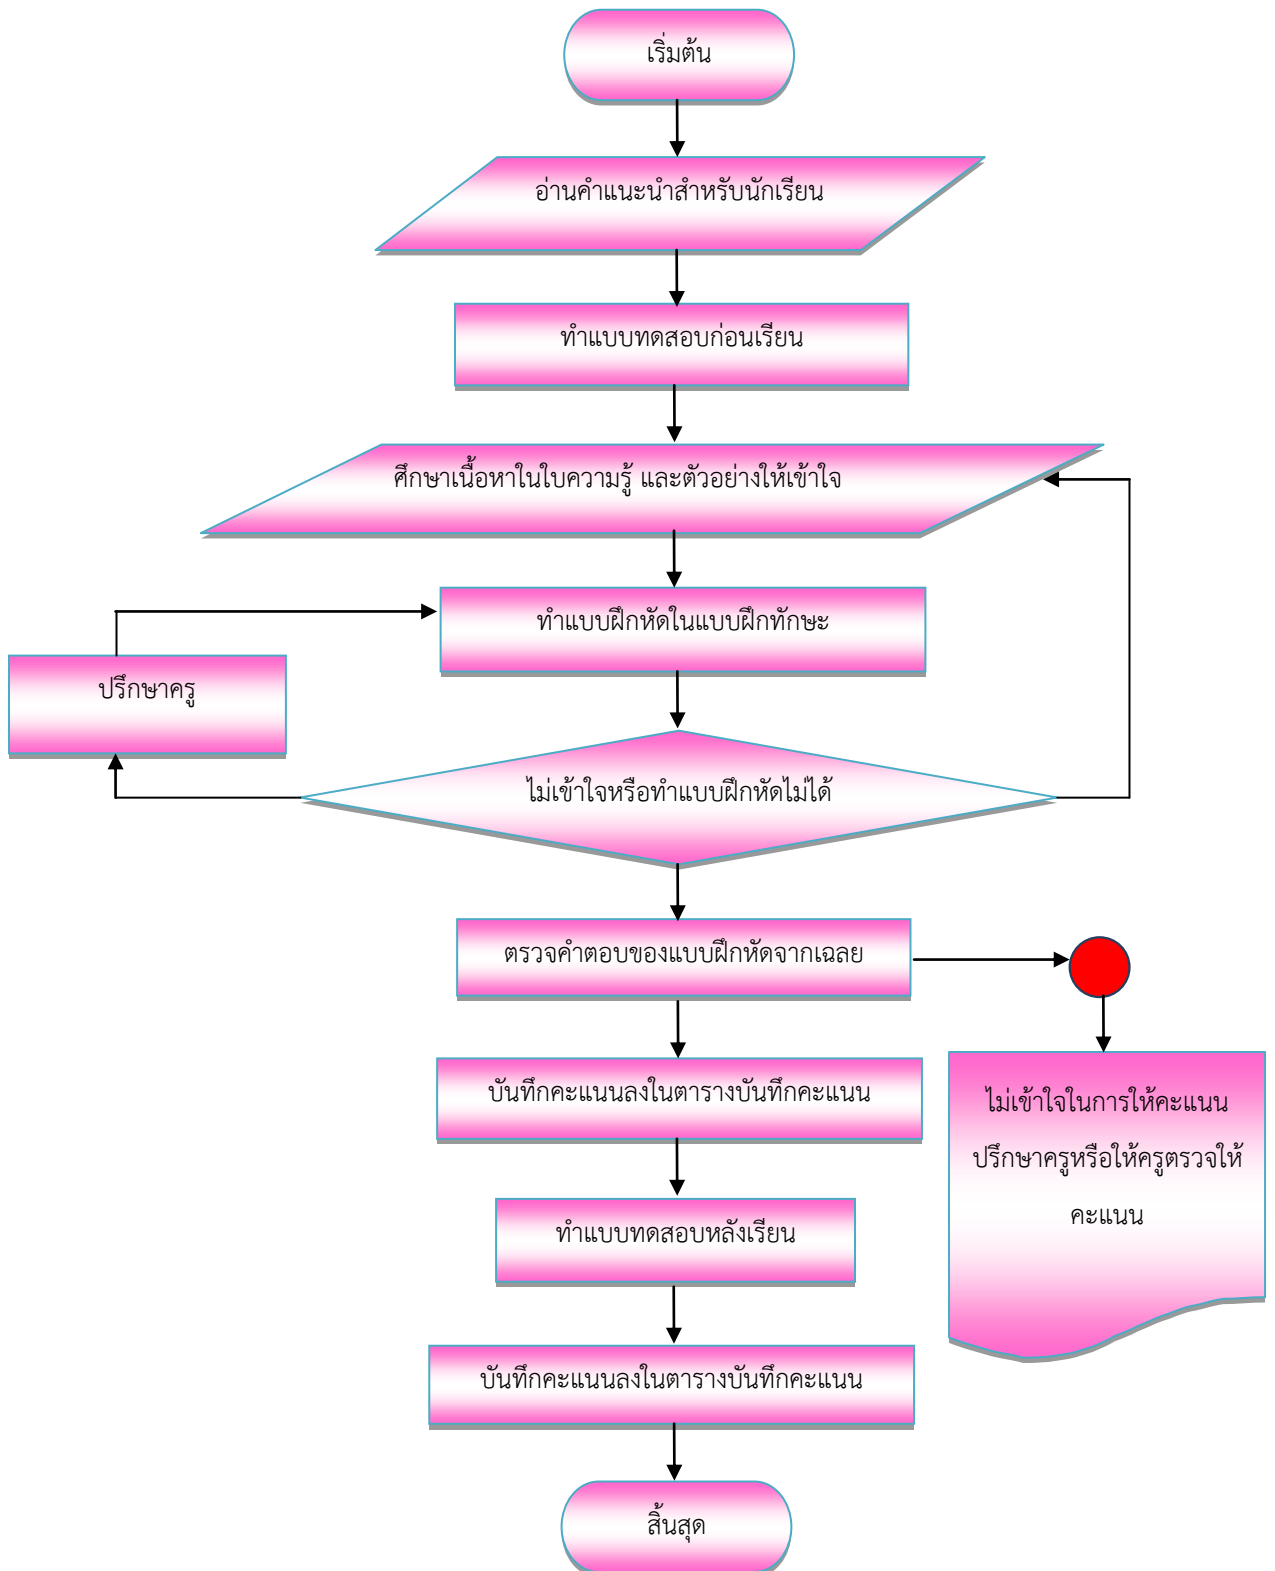 เริ่มต้น
อ่านคำแนะนำสำหรับนักเรียน
ทำแบบทดสอบก่อนเรียน
ศึกษาเนื้อหาในใบความรู้ และตัวอย่างให้เข้าใจ
ทำแบบฝึกหัดในแบบฝึกทักษะ
ปรึกษาครู
ไม่เข้าใจหรือทำแบบฝึกหัดไม่ได้
ตรวจคำตอบของแบบฝึกหัดจากเฉลย
บันทึกคะแนนลงในตารางบันทึกคะแนน
ไม่เข้าใจในการให้คะแนน
ปรึกษาครูหรือให้ครูตรวจให้
คะแนน
ทำแบบทดสอบหลังเรียน
บันทึกคะแนนลงในตารางบันทึกคะแนน
สิ้นสุด